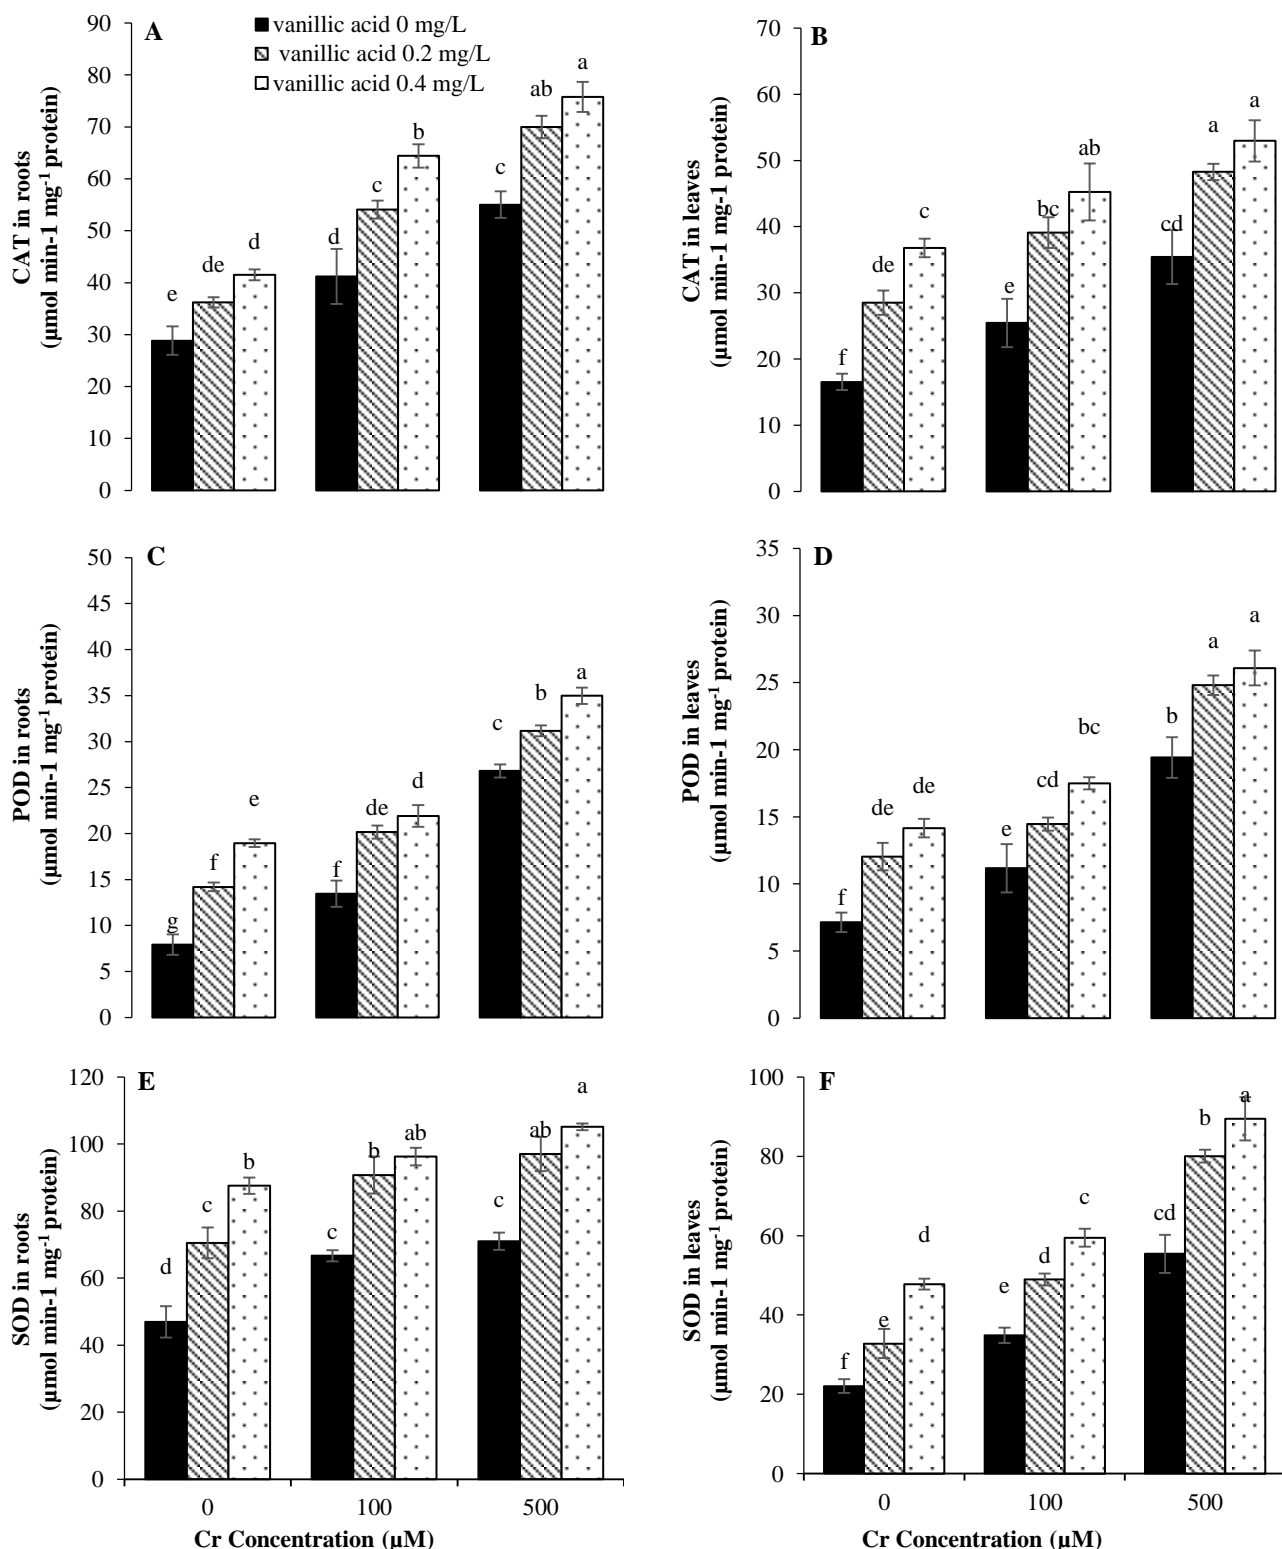 A
vanillic acid 0 mg/L
vanillic acid 0.2 mg/L
vanillic acid 0.4 mg/L
CAT in roots
(µmol min-1 mg⁻¹ protein)
90
80
70
60
50
40
30
20
10
0
e
de
d
d
c
b
c
ab
a
B
CAT in leaves
(µmol min-1 mg-1 protein)
70
60
50
40
30
20
10
0
f
de
c
e
bc
ab
cd
a
a
C
POD in roots
(µmol min-1 mg⁻¹ protein)
50
45
40
35
30
25
20
15
10
5
0
g
f
e
f
de
d
c
b
a
D
POD in leaves
(µmol min-1 mg⁻¹ protein)
35
30
25
20
15
10
5
0
f
de
de
e
cd
bc
b
a
a
E
SOD in roots
(µmol min-1 mg⁻¹ protein)
120
100
80
60
40
20
0
d
c
b
c
b
ab
c
ab
a
0
100
500
Cr Concentration (µM)
F
SOD in leaves
(µmol min-1 mg⁻¹ protein)
100
80
60
40
20
0
f
e
d
e
d
c
cd
b
a
0
100
500
Cr Concentration (µM)